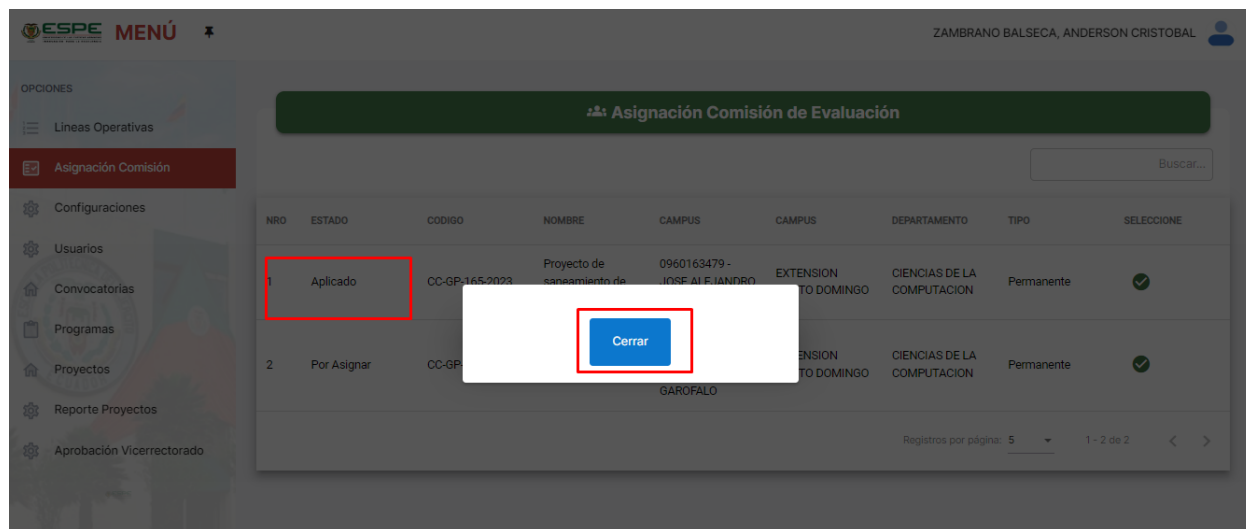 ESPE MENÚ
ZAMBRANO BALSECA, ANDERSON CRISTOBAL
OPCIONES
Lineas Operativas
Asignación Comisión
Configuraciones
Usuarios
Convocatorias
Programas
Proyectos
Reporte Proyectos
Aprobación Vicerrectorado
Asignación Comisión de Evaluación
Buscar...
NRO ESTADO CODIGO NOMBRE CAMPUS CAMPUS DEPARTAMENTO TIPO SELECCIONE
1 Aplicado CC-GP-165-2023 Proyecto de saneamiento de 0960163479 - JOSE ALEJANDRO EXTENSION TO DOMINGO CIENCIAS DE LA COMPUTACION Permanente
Cerrar
2 Por Asignar CC-GP- GAROFALO ENSION TO DOMINGO CIENCIAS DE LA COMPUTACION Permanente
Registros por página: 5 1 - 2 de 2